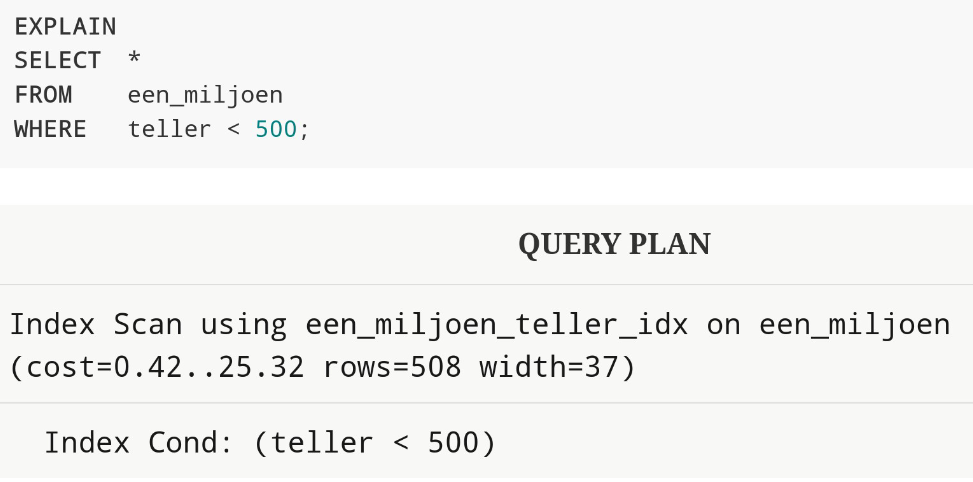 EXPLAIN
SELECT  *
FROM    een_miljoen
WHERE   teller < 500;
QUERY PLAN
Index Scan using een_miljoen_teller_idx on een_miljoen
(cost=0.42..25.32 rows=508 width=37)
  Index Cond: (teller < 500)